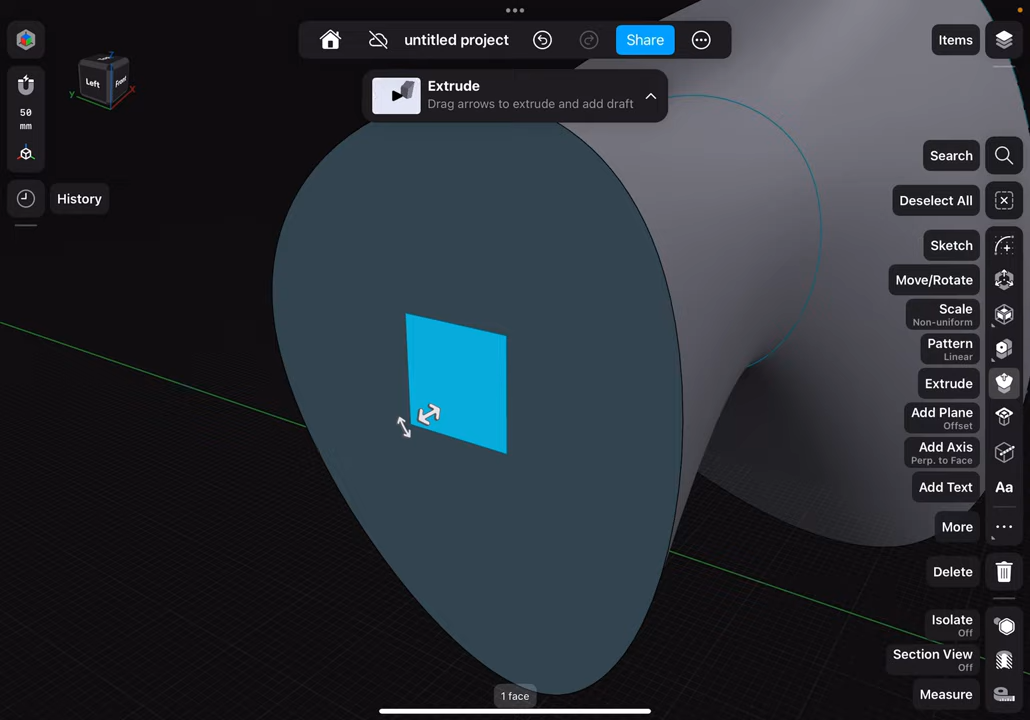 untitled project
Share
Items
Extrude
Drag arrows to extrude and add draft
Left
Front
Z
Y
X
50
mm
History
Search
Deselect All
Sketch
Move/Rotate
Scale
Non-uniform
Pattern
Linear
Extrude
Add Plane
Offset
Add Axis
Perp. to Face
Add Text
Aa
More
Delete
Isolate
Off
Section View
Off
Measure
1 face